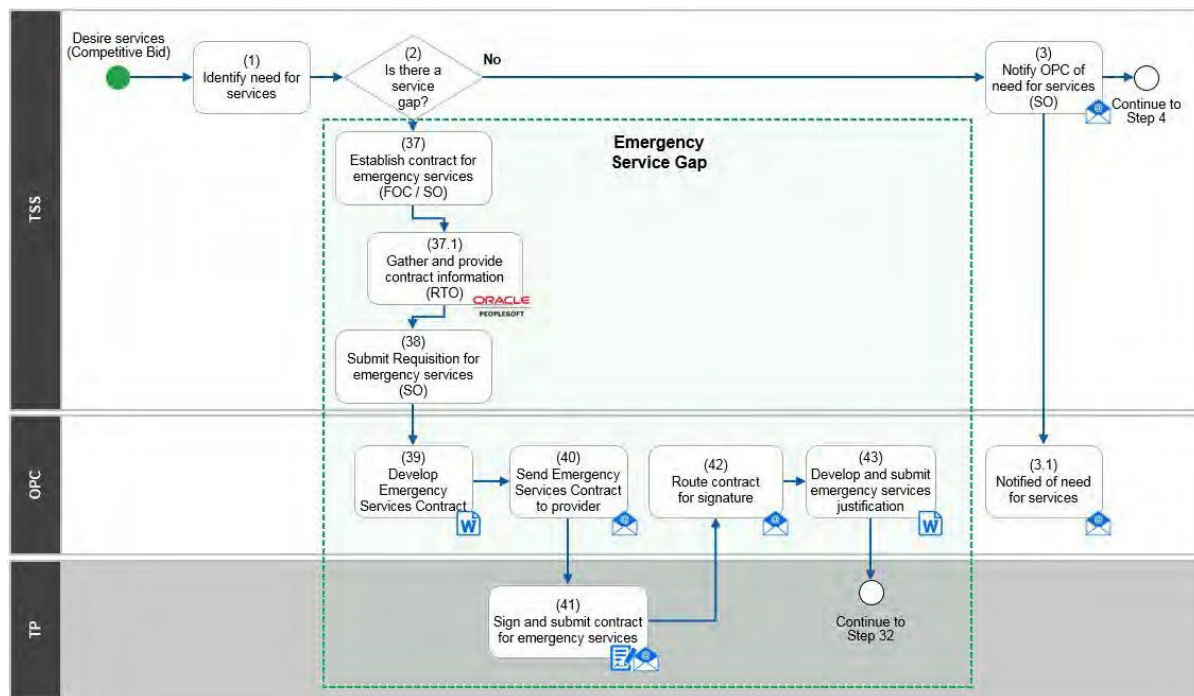 TSS
Desire services
(Competitive Bid)
(1)
Identify need for
services
(2)
Is there a
service
gap?
No
(3)
Notify OPC of
need for services
(SO)
Continue to
Step 4
Emergency
Service Gap
(37)
Establish contract for
emergency services
(FOC / SO)
(37.1)
Gather and provide
contract information
(RTO)
ORACLE
PEOPLESOFT
(38)
Submit Requisition for
emergency services
(SO)
OPC
(39)
Develop
Emergency
Services Contract
W
(40)
Send Emergency
Services Contract
to provider
(42)
Route contract
for signature
(43)
Develop and submit
emergency services
justification
W
(3.1)
Notified of need
for services
TP
(41)
Sign and submit contract
for emergency services
Continue to
Step 32